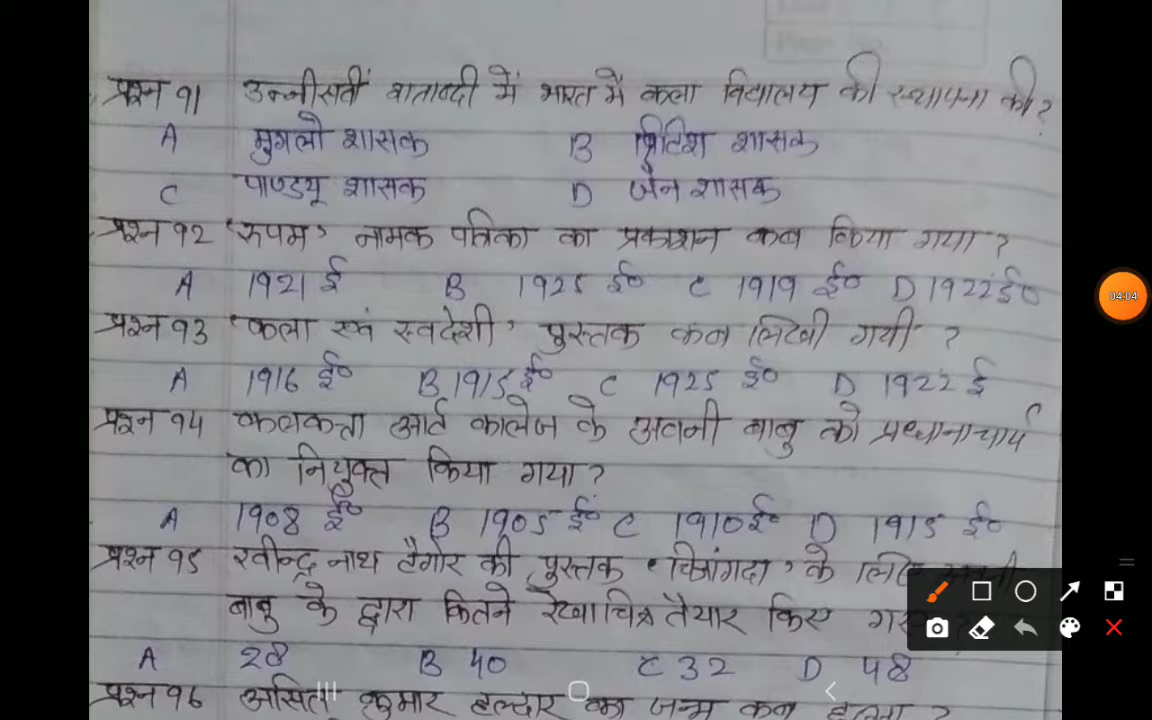 प्रश्न 91 उन्नीसवीं शताब्दी में भारत में कला विद्यालय की स्थापना की?
A मुगलो शासक B ब्रिटिश शासक
C पाण्ड्य शासक D जैन शासक
प्रश्न 92 'रुपम' नामक पत्रिका का प्रकाशन कब किया गया?
A 1921 ई B 1925 ई० C 1919 ई० D 1922 ई०
प्रश्न 93 'कला एवं स्वदेशी' पुस्तक कब लिखी गयी?
A 1916 ई० B 1915 ई० C 1925 ई० D 1922 ई
प्रश्न 94 कलकत्ता आर्ट कालेज के अवनी बाबु को प्रधानाचार्य
का नियुक्त किया गया?
A 1908 ई० B 1905 ई० C 1910 ई० D 1915 ई०
प्रश्न 95 रवीन्द्र नाथ टैगोर की पुस्तक 'चित्रांगदा' के लिए
बाबु के द्वारा कितने रेखाचित्र तैयार किए
A 28 B 40 C 32 D 48
प्रश्न 96 असित कुमार हल्दार का जन्म कब हुआ?
04:04